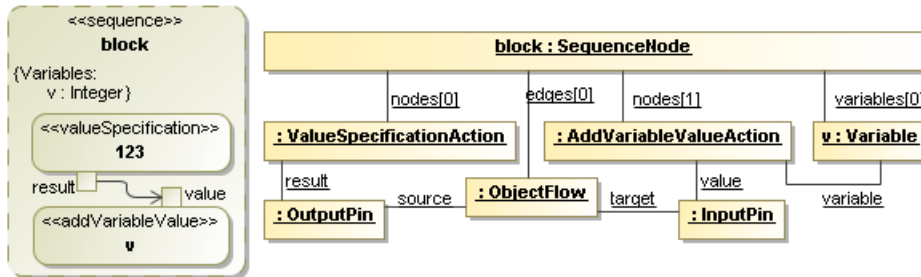 <<sequence>>
block
{Variables:
v : Integer}
<<valueSpecification>>
123
result
value
<<addVariableValue>>
v
block : SequenceNode
nodes[0]
edges[0]
nodes[1]
variables[0]
: ValueSpecificationAction
: AddVariableValueAction
v : Variable
result
value
variable
source
: ObjectFlow
target
: OutputPin
: InputPin